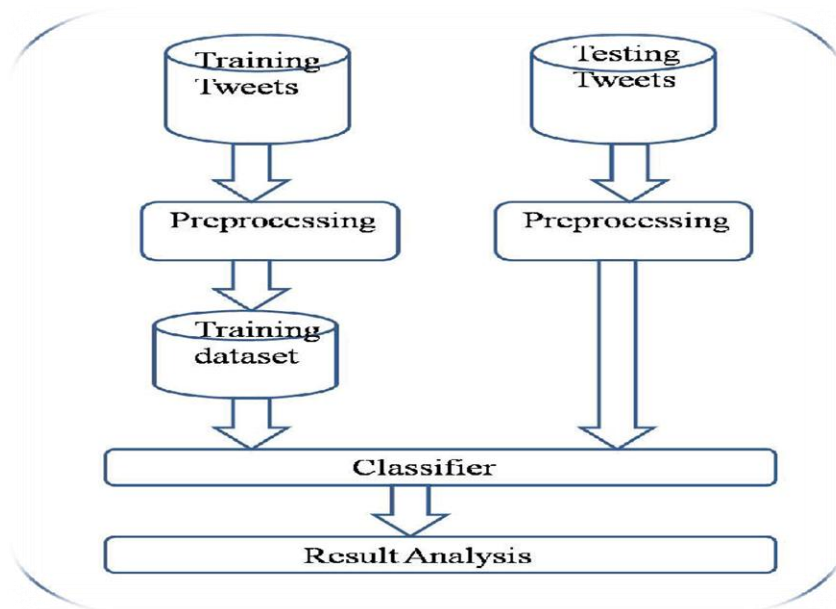 Training
Tweets
Testing
Tweets
Preprocessing
Preprocessing
Training
dataset
Classifier
Result Analysis